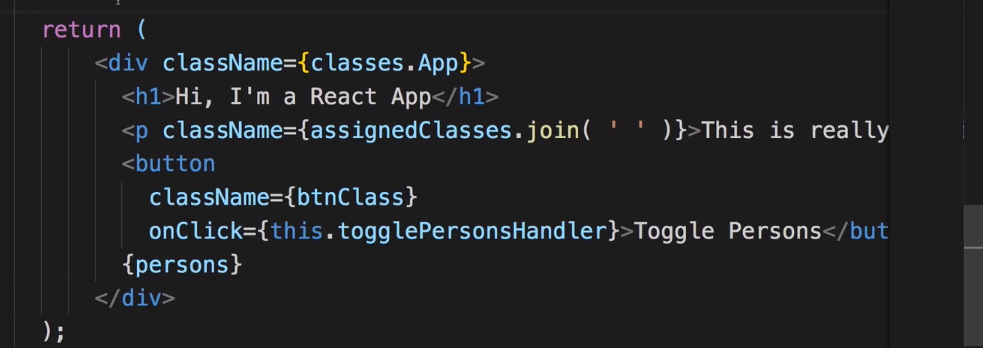 return (
<div className={classes.App}>
<h1>Hi, I'm a React App</h1>
<p className={assignedClasses.join( ' ' )}>This is really
<button
className={btnClass}
onClick={this.togglePersonsHandler}>Toggle Persons</but
{persons}
</div>
);